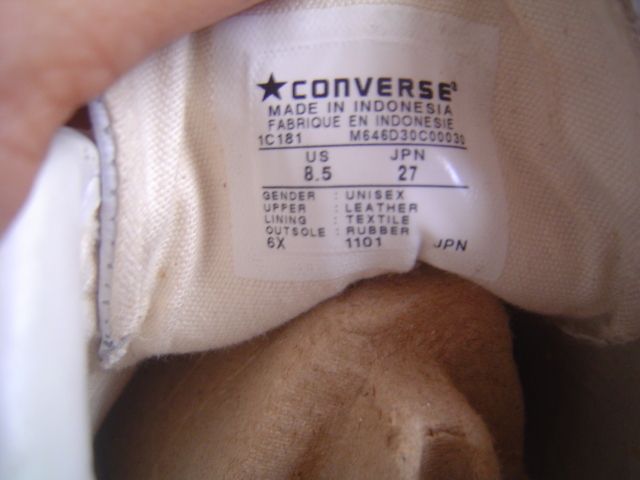 ★CONVERSE®
MADE IN INDONESIA
FABRIQUE EN INDONESIE
1C181 M646D30C00030
US JPN
8.5 27
GENDER : UNISEX
UPPER : LEATHER
LINING : TEXTILE
OUTSOLE : RUBBER
6X 1101 JPN